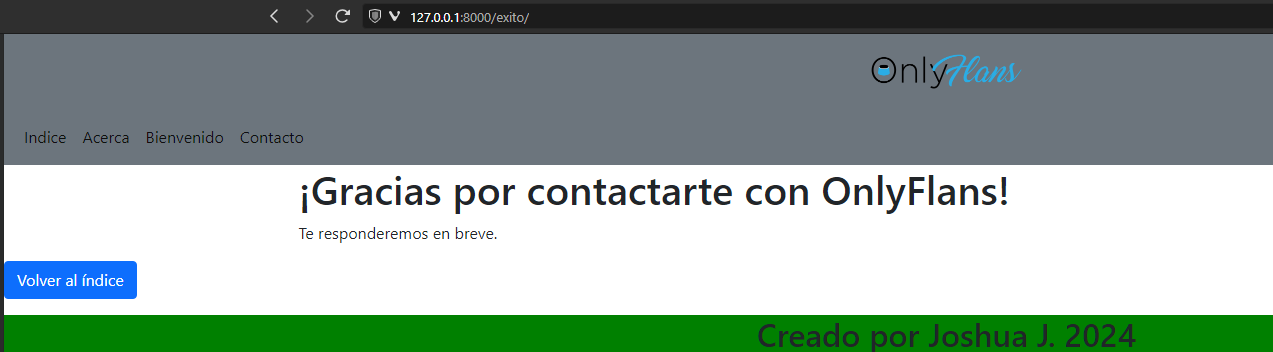 127.0.0.1:8000/exito/
OnlyFlans
Indice Acerca Bienvenido Contacto
¡Gracias por contactarte con OnlyFlans!
Te responderemos en breve.
Volver al índice
Creado por Joshua J. 2024